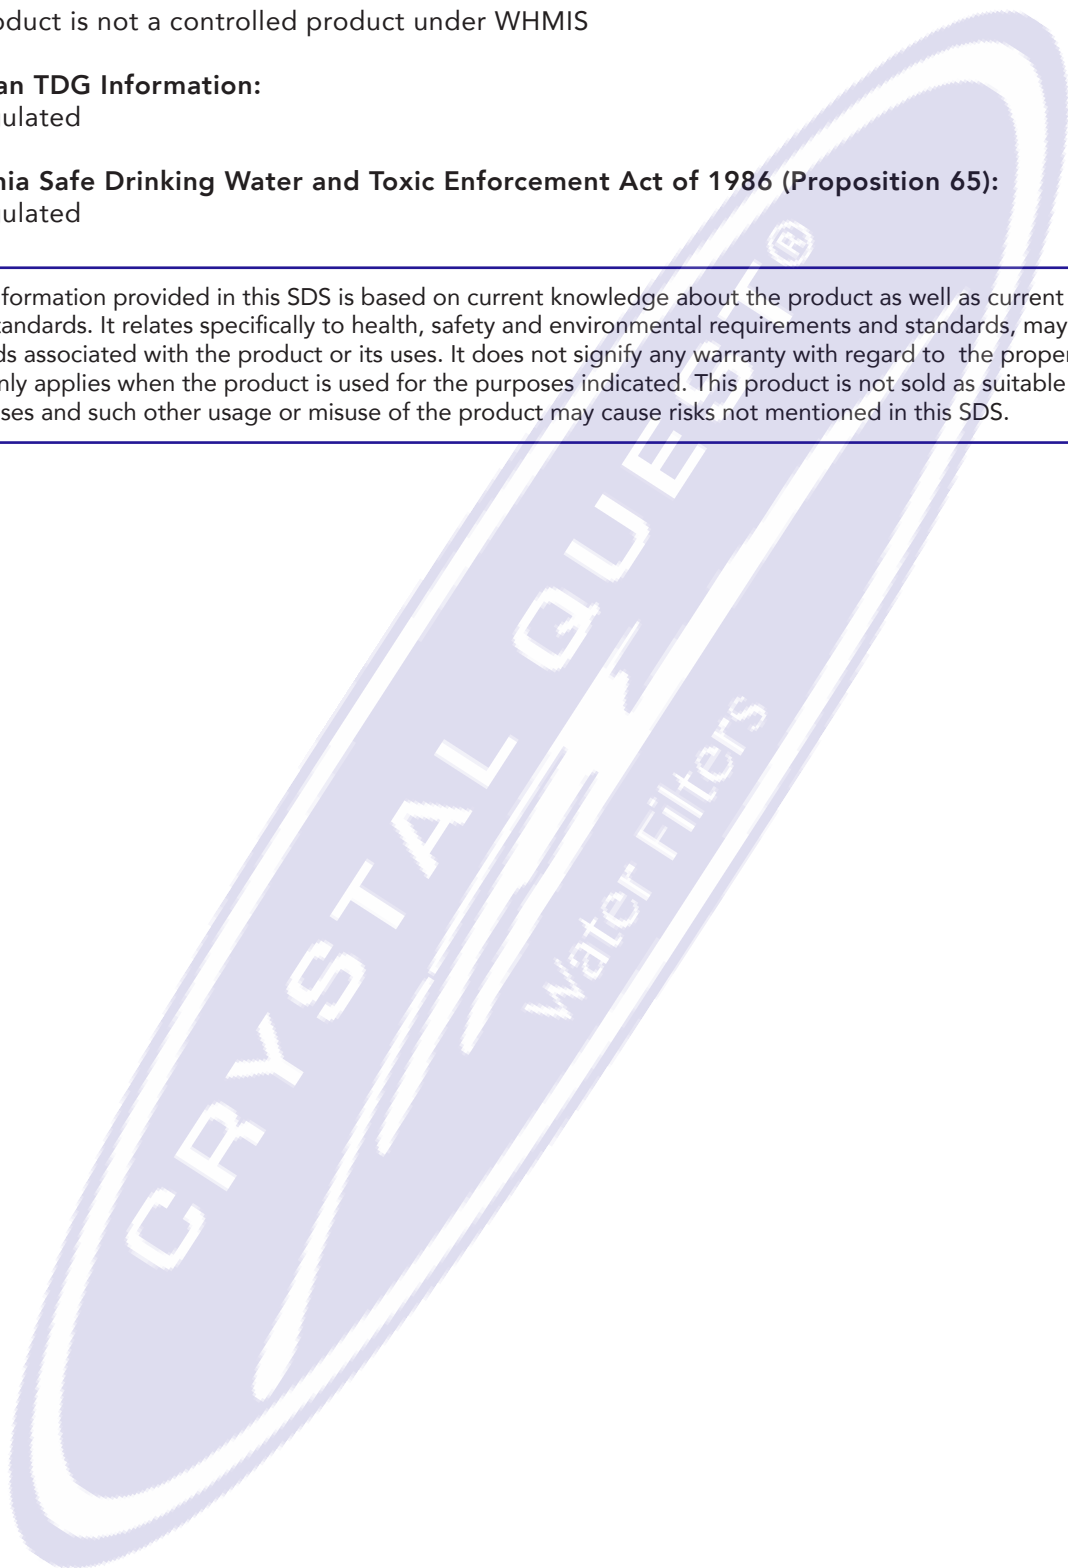 oduct is not a controlled product under WHMIS
an TDG Information:
ulated
nia Safe Drinking Water and Toxic Enforcement Act of 1986 (Proposition 65):
ulated
formation provided in this SDS is based on current knowledge about the product as well as current
tandards. It relates specifically to health, safety and environmental requirements and standards, may
ds associated with the product or its uses. It does not signify any warranty with regard to the proper
nly applies when the product is used for the purposes indicated. This product is not sold as suitable
ses and such other usage or misuse of the product may cause risks not mentioned in this SDS.
CRYSTAL QUEST®
Water Filters